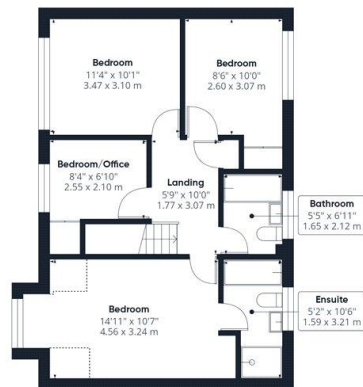 Bedroom
11'4" x 10'1"
3.47 x 3.10 m
Bedroom
8'6" x 10'0"
2.60 x 3.07 m
Bedroom/Office
8'4" x 6'10"
2.55 x 2.10 m
Landing
5'9" x 10'0"
1.77 x 3.07 m
Bathroom
5'5" x 6'11"
1.65 x 2.12 m
Bedroom
14'11" x 10'7"
4.56 x 3.24 m
Ensuite
5'2" x 10'6"
1.59 x 3.21 m